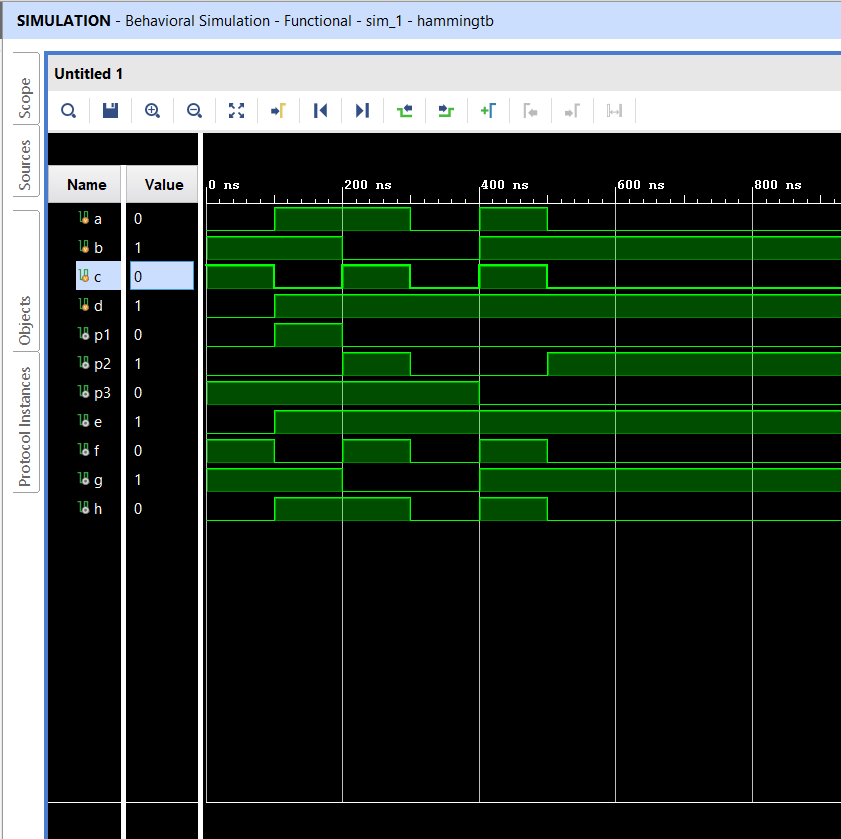 SIMULATION - Behavioral Simulation - Functional - sim_1 - hammingtb
Scope
Sources
Objects
Protocol Instances
Untitled 1
Name Value
0 ns 200 ns 400 ns 600 ns 800 ns
a 0
b 1
c 0
d 1
p1 0
p2 1
p3 0
e 1
f 0
g 1
h 0